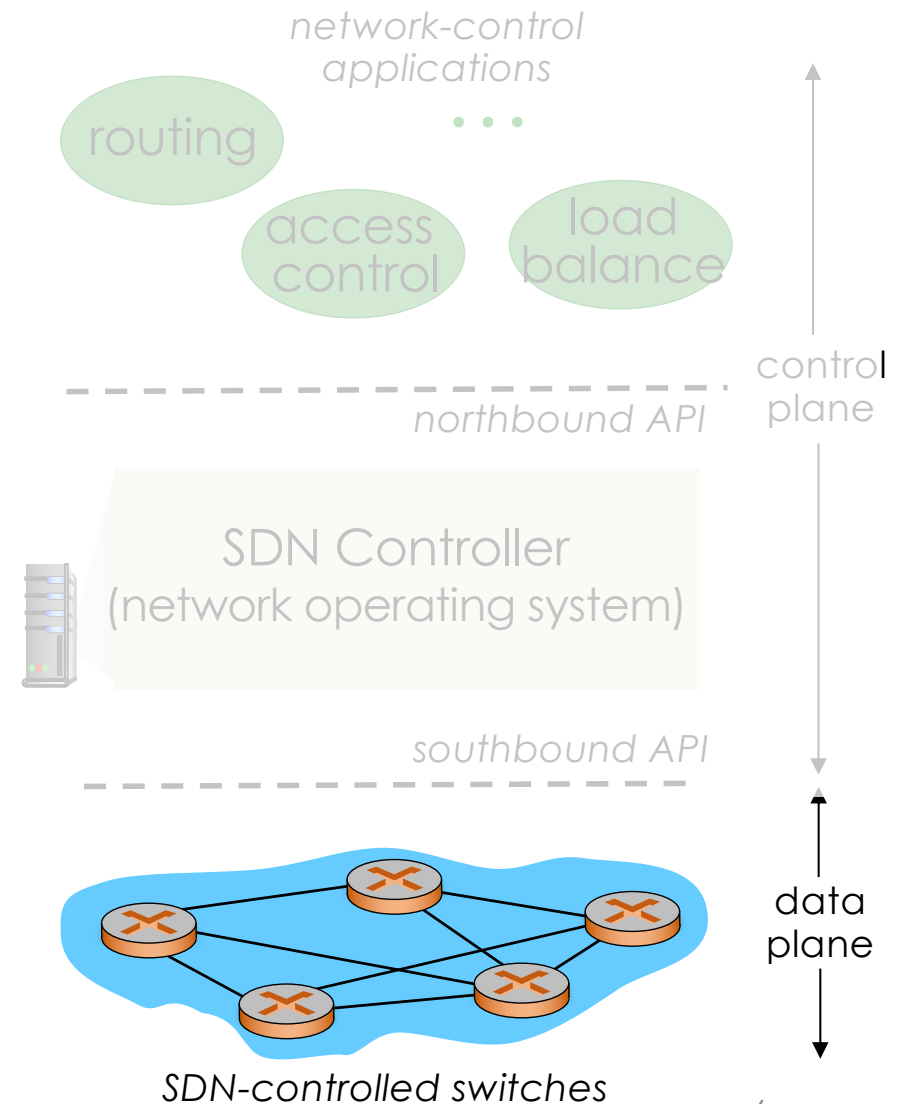 network-control
applications
routing
. . .
access
control
load
balance
control
plane
northbound API
SDN Controller
(network operating system)
southbound API
data
plane
SDN-controlled switches